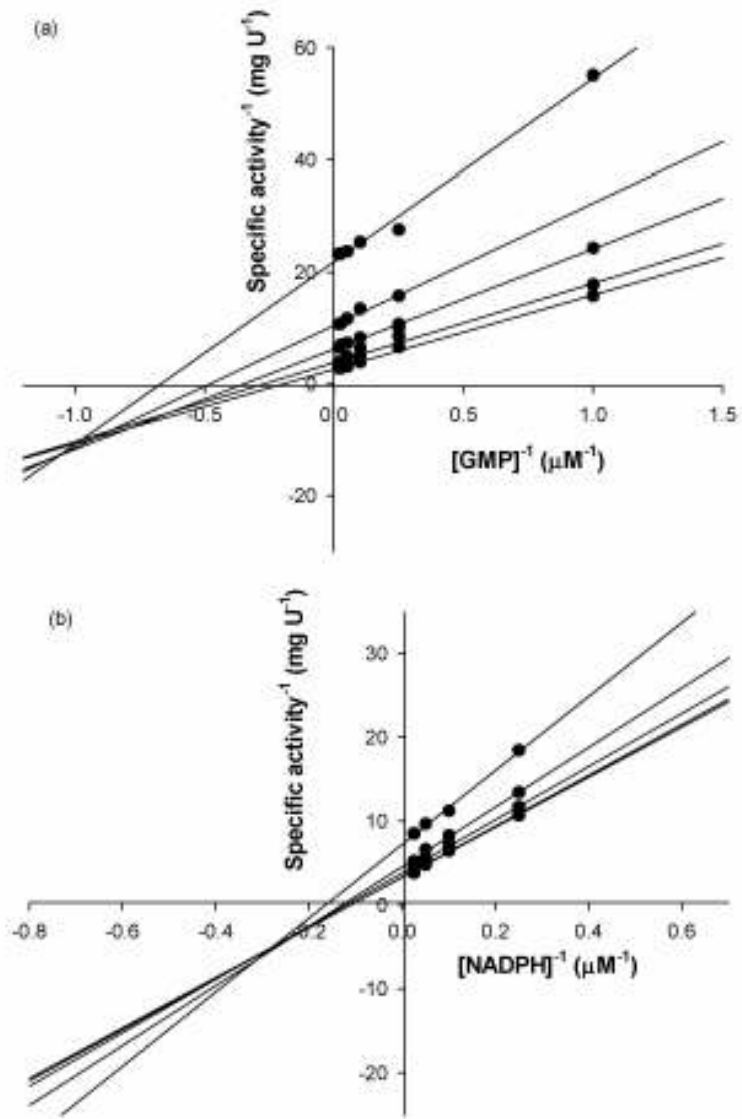 (a)
Specific activity⁻¹ (mg U⁻¹)
60
40
20
0
-20
-1.0 -0.5 0.0 0.5 1.0 1.5
[GMP]⁻¹ (μM⁻¹)
(b)
Specific activity⁻¹ (mg U⁻¹)
30
20
10
0
-10
-20
-0.8 -0.6 -0.4 -0.2 0.0 0.2 0.4 0.6
[NADPH]⁻¹ (μM⁻¹)